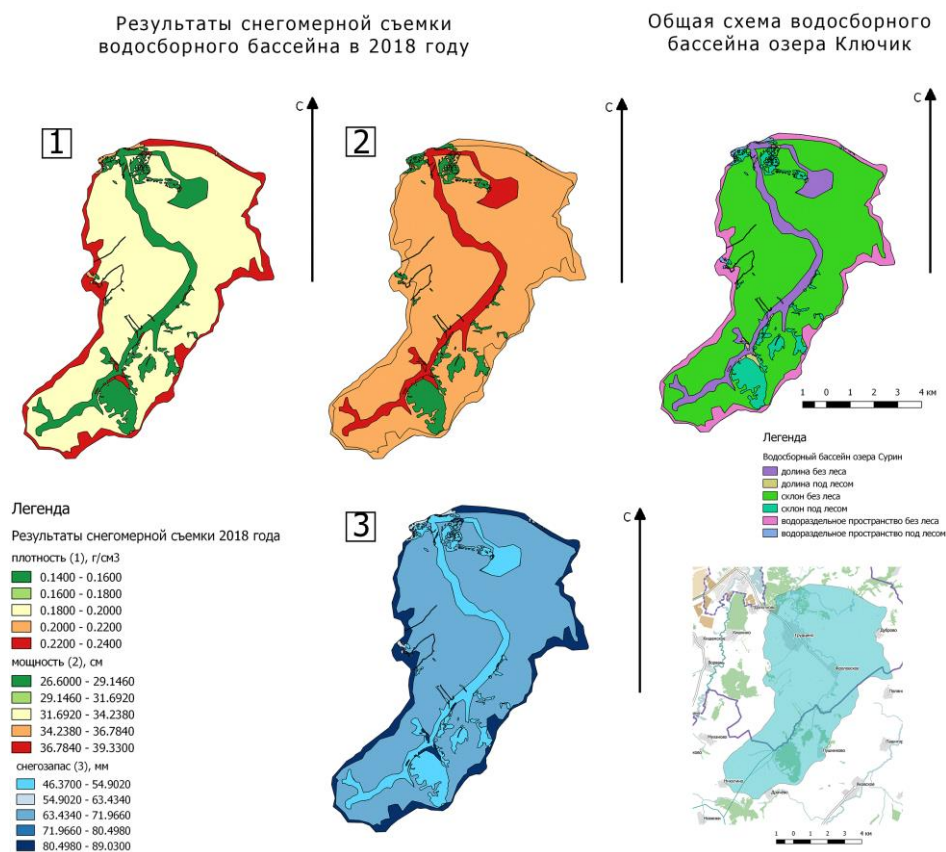 Результаты снегомерной съемки
водосборного бассейна в 2018 году
Общая схема водосборного
бассейна озера Ключик
1
С
2
С
С
1 0 1 2 3 4 км
Легенда
Водосборный бассейн озера Сурин
долина без леса
долина под лесом
склон без леса
склон под лесом
водораздельное пространство без леса
водораздельное пространство под лесом
Легенда
Результаты снегомерной съемки 2018 года
плотность (1), г/см3
0.1400 - 0.1600
0.1600 - 0.1800
0.1800 - 0.2000
0.2000 - 0.2200
0.2200 - 0.2400
мощность (2), см
26.6000 - 29.1460
29.1460 - 31.6920
31.6920 - 34.2380
34.2380 - 36.7840
36.7840 - 39.3300
снегозапас (3), мм
46.3700 - 54.9020
54.9020 - 63.4340
63.4340 - 71.9660
71.9660 - 80.4980
80.4980 - 89.0300
3
С
1 0 1 2 3 4 км